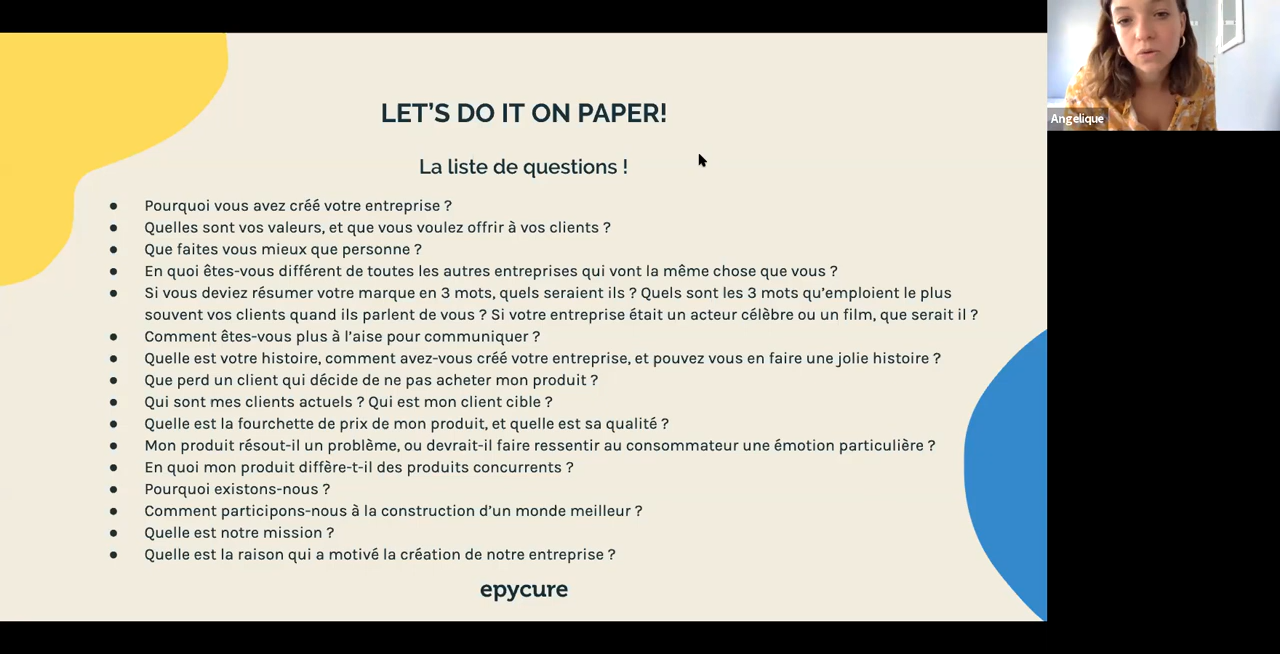 LET'S DO IT ON PAPER!
La liste de questions !
● Pourquoi vous avez créé votre entreprise ?
● Quelles sont vos valeurs, et que vous voulez offrir à vos clients ?
● Que faites vous mieux que personne ?
● En quoi êtes-vous différent de toutes les autres entreprises qui vont la même chose que vous ?
● Si vous deviez résumer votre marque en 3 mots, quels seraient ils ? Quels sont les 3 mots qu'emploient le plus
souvent vos clients quand ils parlent de vous ? Si votre entreprise était un acteur célèbre ou un film, que serait il ?
● Comment êtes-vous plus à l'aise pour communiquer ?
● Quelle est votre histoire, comment avez-vous créé votre entreprise, et pouvez vous en faire une jolie histoire ?
● Que perd un client qui décide de ne pas acheter mon produit ?
● Qui sont mes clients actuels ? Qui est mon client cible ?
● Quelle est la fourchette de prix de mon produit, et quelle est sa qualité ?
● Mon produit résout-il un problème, ou devrait-il faire ressentir au consommateur une émotion particulière ?
● En quoi mon produit diffère-t-il des produits concurrents ?
● Pourquoi existons-nous ?
● Comment participons-nous à la construction d'un monde meilleur ?
● Quelle est notre mission ?
● Quelle est la raison qui a motivé la création de notre entreprise ?
epycure
Angelique